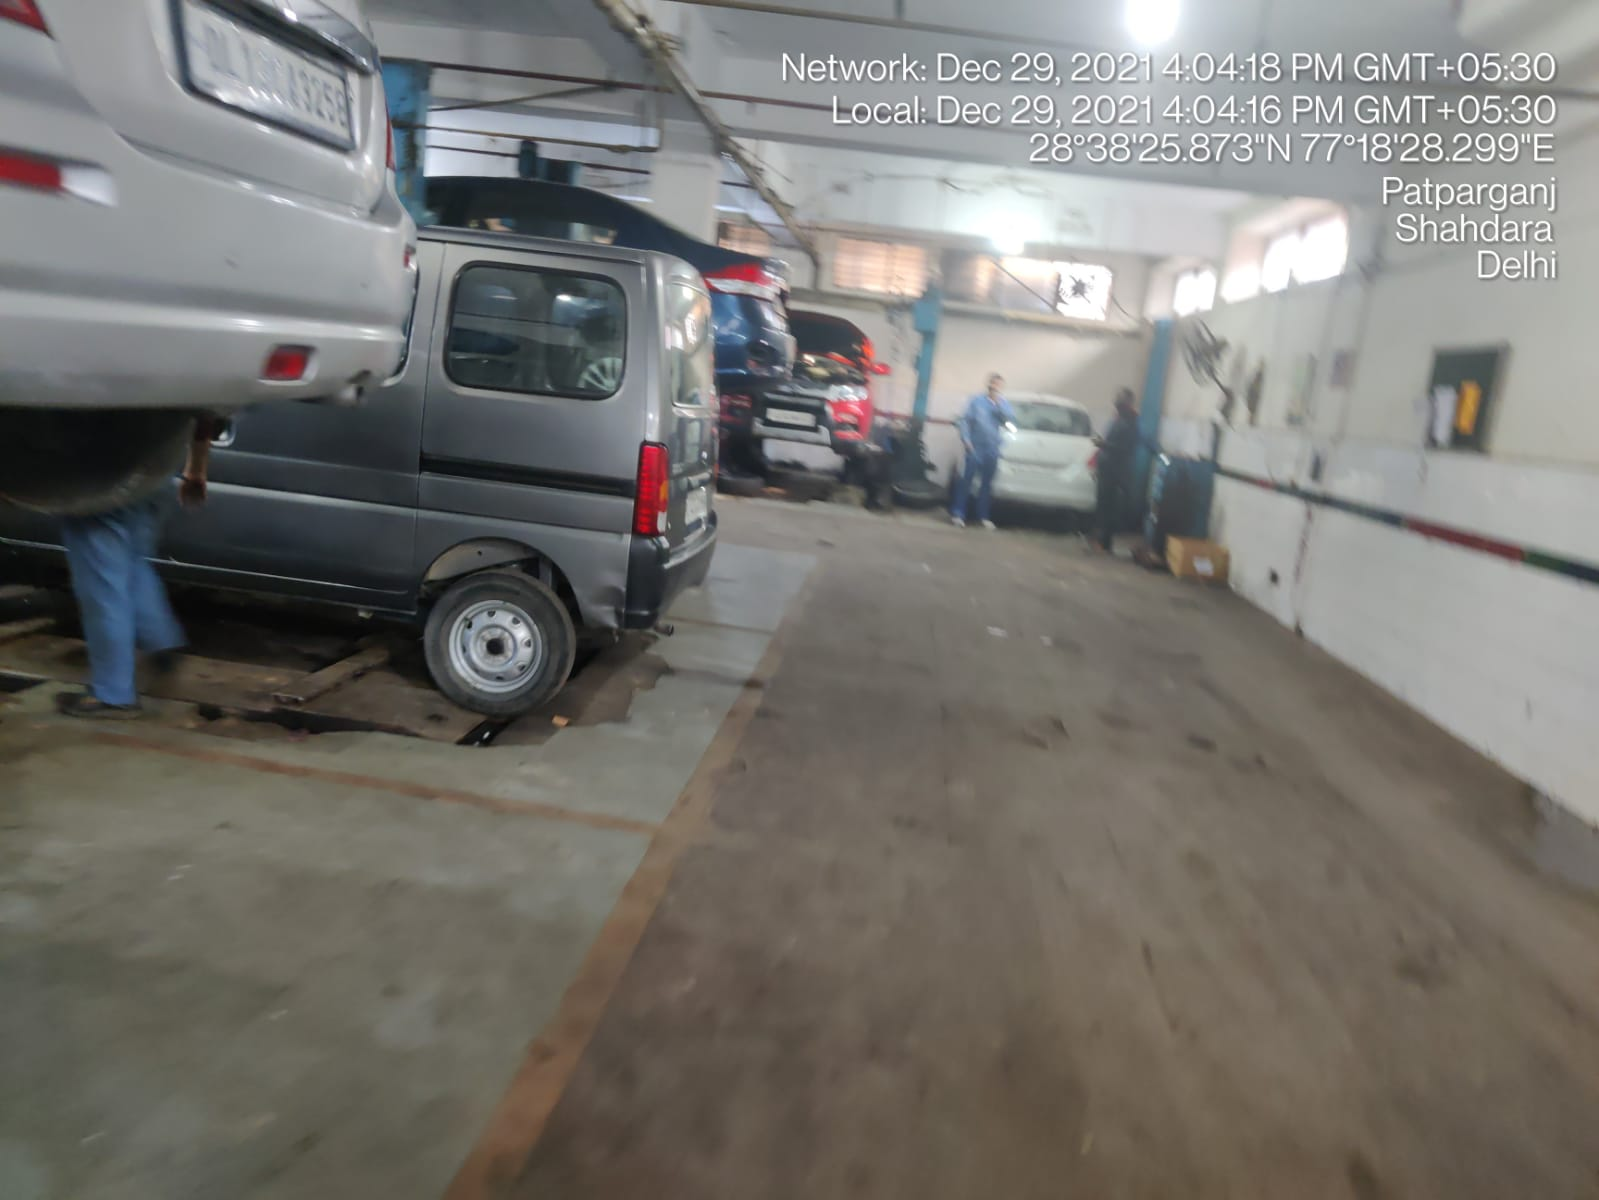 Network: Dec 29, 2021 4:04:18 PM GMT+05:30
Local: Dec 29, 2021 4:04:16 PM GMT+05:30
28°38'25.873"N 77°18'28.299"E
Patparganj
Shahdara
Delhi